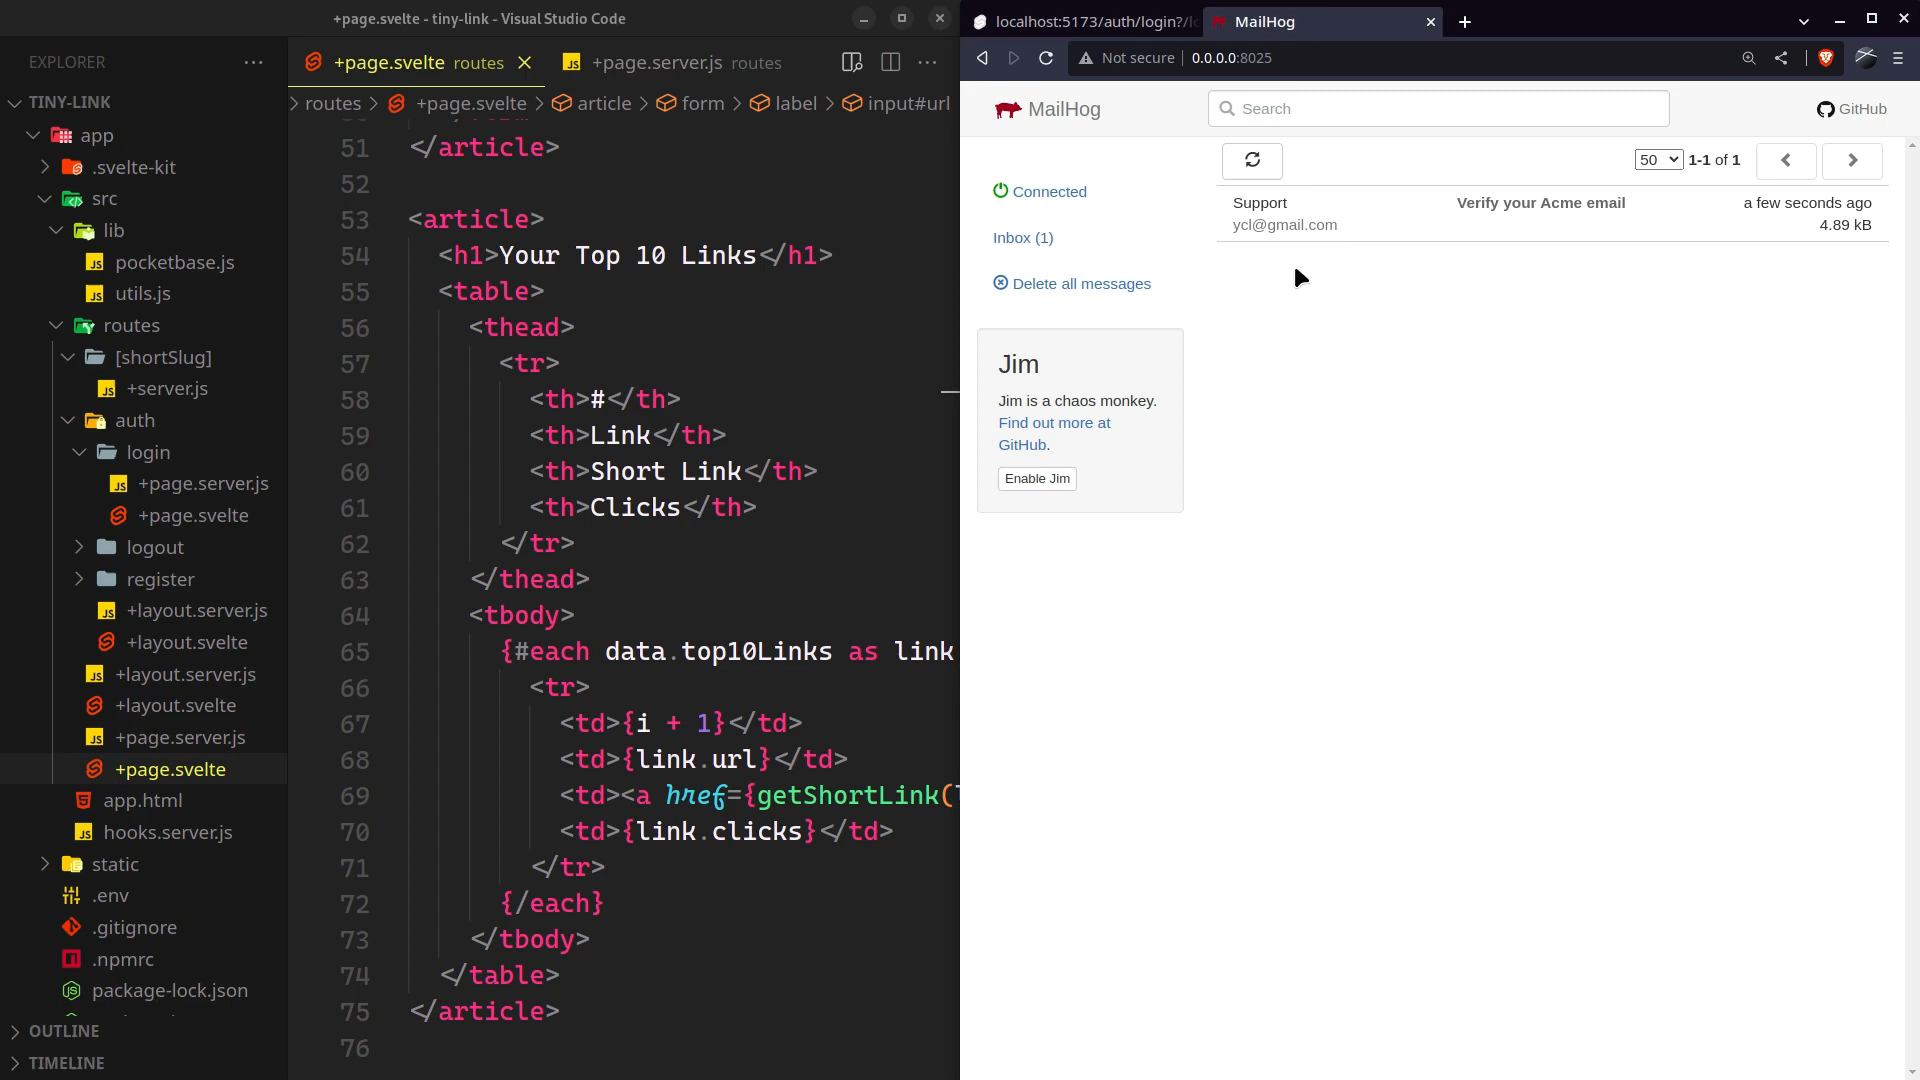 +page.svelte - tiny-link - Visual Studio Code
EXPLORER
TINY-LINK
app
.svelte-kit
src
lib
pocketbase.js
utils.js
routes
[shortSlug]
+server.js
auth
login
+page.server.js
+page.svelte
logout
register
+layout.server.js
+layout.svelte
+layout.server.js
+layout.svelte
+page.server.js
+page.svelte
app.html
hooks.server.js
static
.env
.gitignore
.npmrc
package-lock.json
OUTLINE
TIMELINE
+page.svelte routes
+page.server.js routes
routes > +page.svelte > article > form > label > input#url
51 </article>
52
53 <article>
54 <h1>Your Top 10 Links</h1>
55 <table>
56 <thead>
57 <tr>
58 <th>#</th>
59 <th>Link</th>
60 <th>Short Link</th>
61 <th>Clicks</th>
62 </tr>
63 </thead>
64 <tbody>
65 {#each data.top10Links as link
66 <tr>
67 <td>{i + 1}</td>
68 <td>{link.url}</td>
69 <td><a href={getShortLink(
70 <td>{link.clicks}</td>
71 </tr>
72 {/each}
73 </tbody>
74 </table>
75 </article>
76
localhost:5173/auth/login?/
MailHog
Not secure 0.0.0.0:8025
MailHog
Search
GitHub
50 1-1 of 1
Connected
Inbox (1)
Delete all messages
Support
Verify your Acme email
a few seconds ago
ycl@gmail.com
4.89 kB
Jim
Jim is a chaos monkey.
Find out more at
GitHub.
Enable Jim